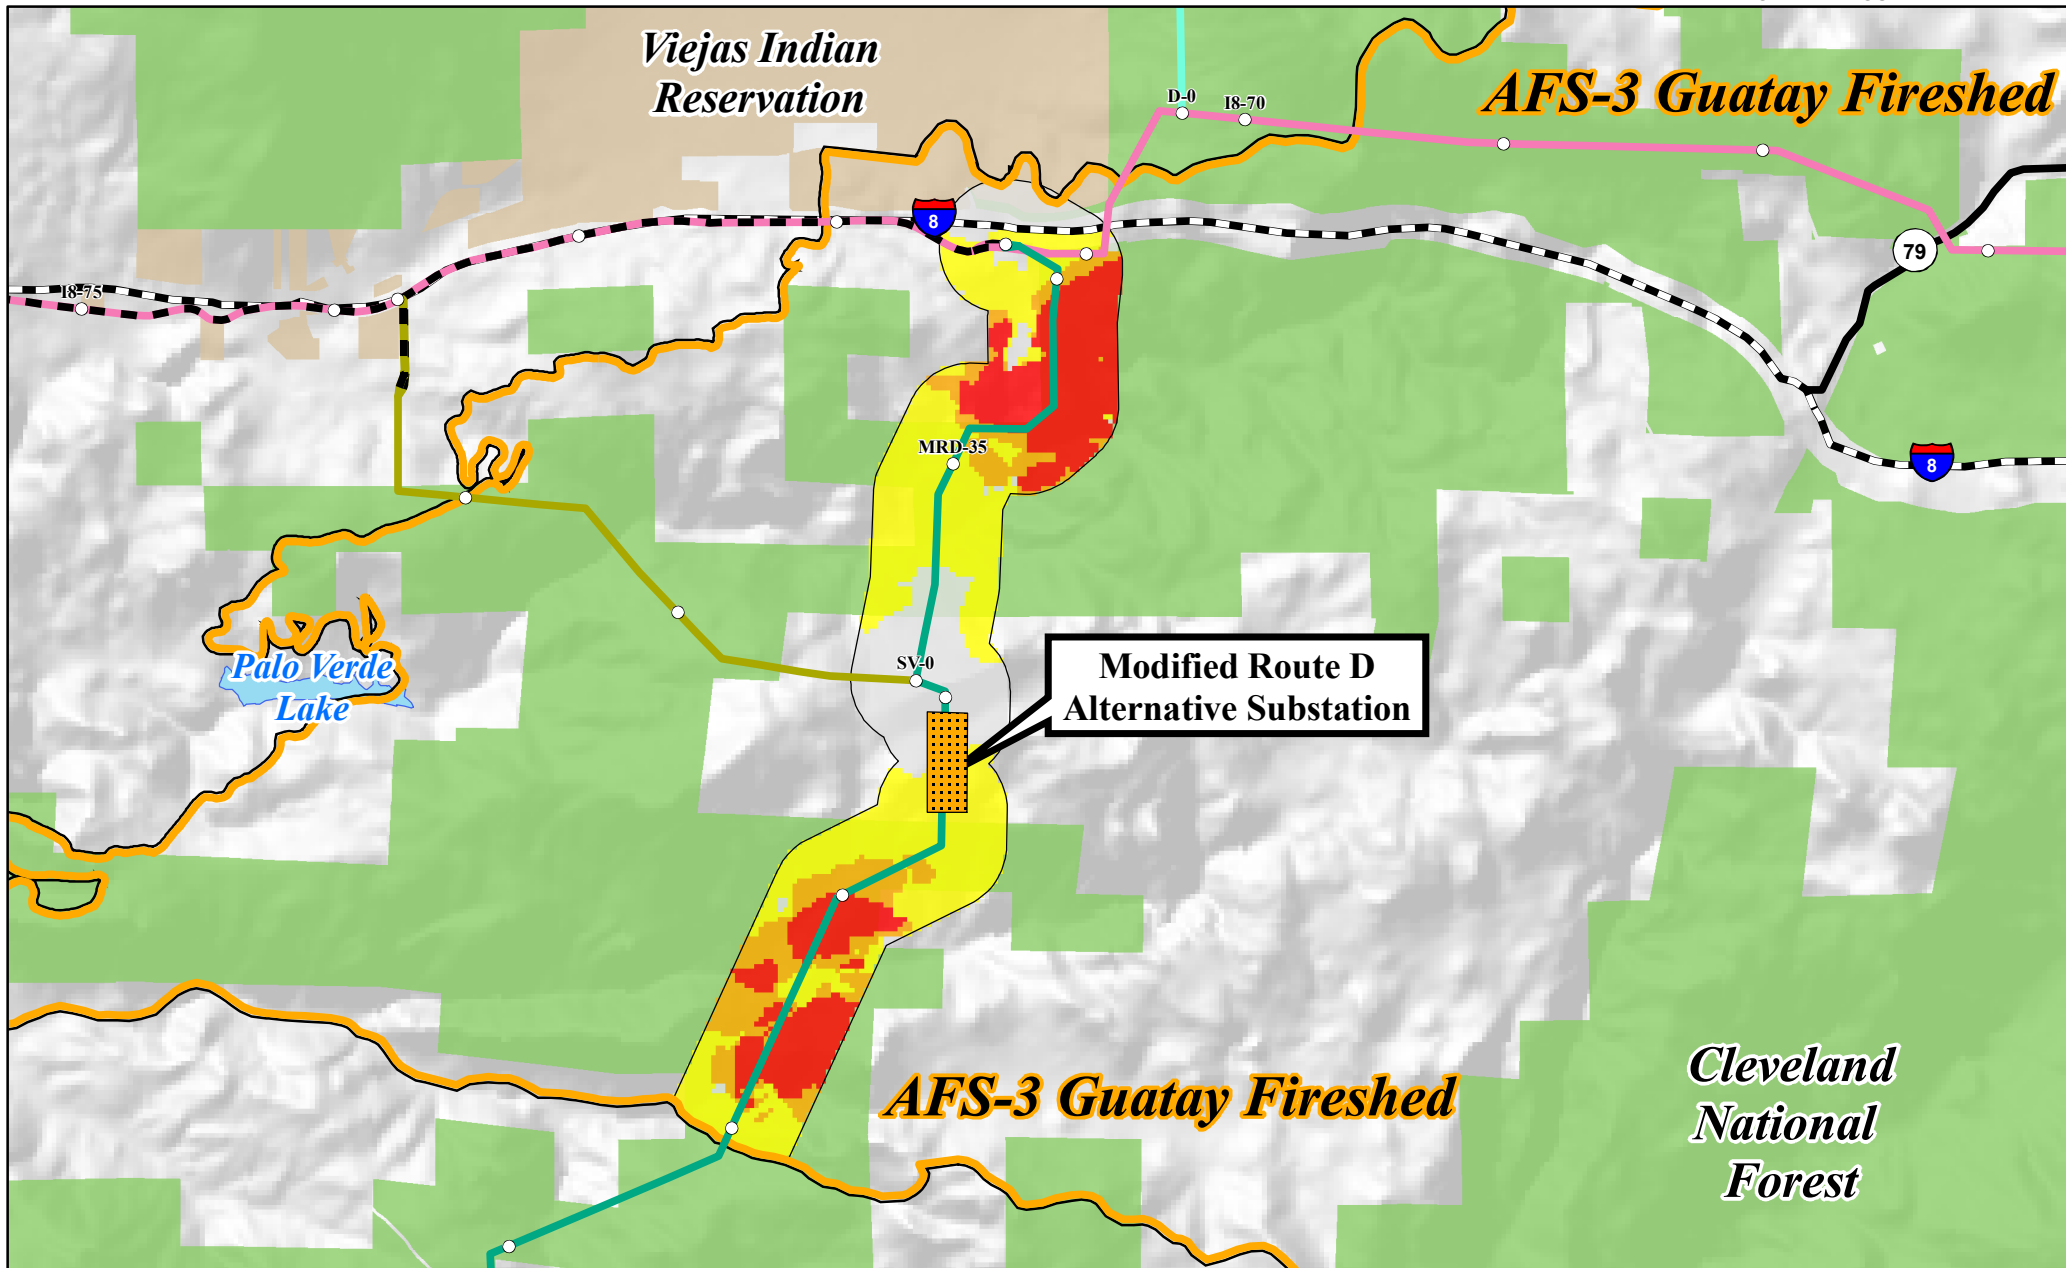 Viejas Indian
Reservation
AFS-3 Guatay Fireshed
D-0
I8-70
8
79
I8-75
MRD-35
8
SV-0
Modified Route D
Alternative Substation
Palo Verde
Lake
AFS-3 Guatay Fireshed
Cleveland
National
Forest